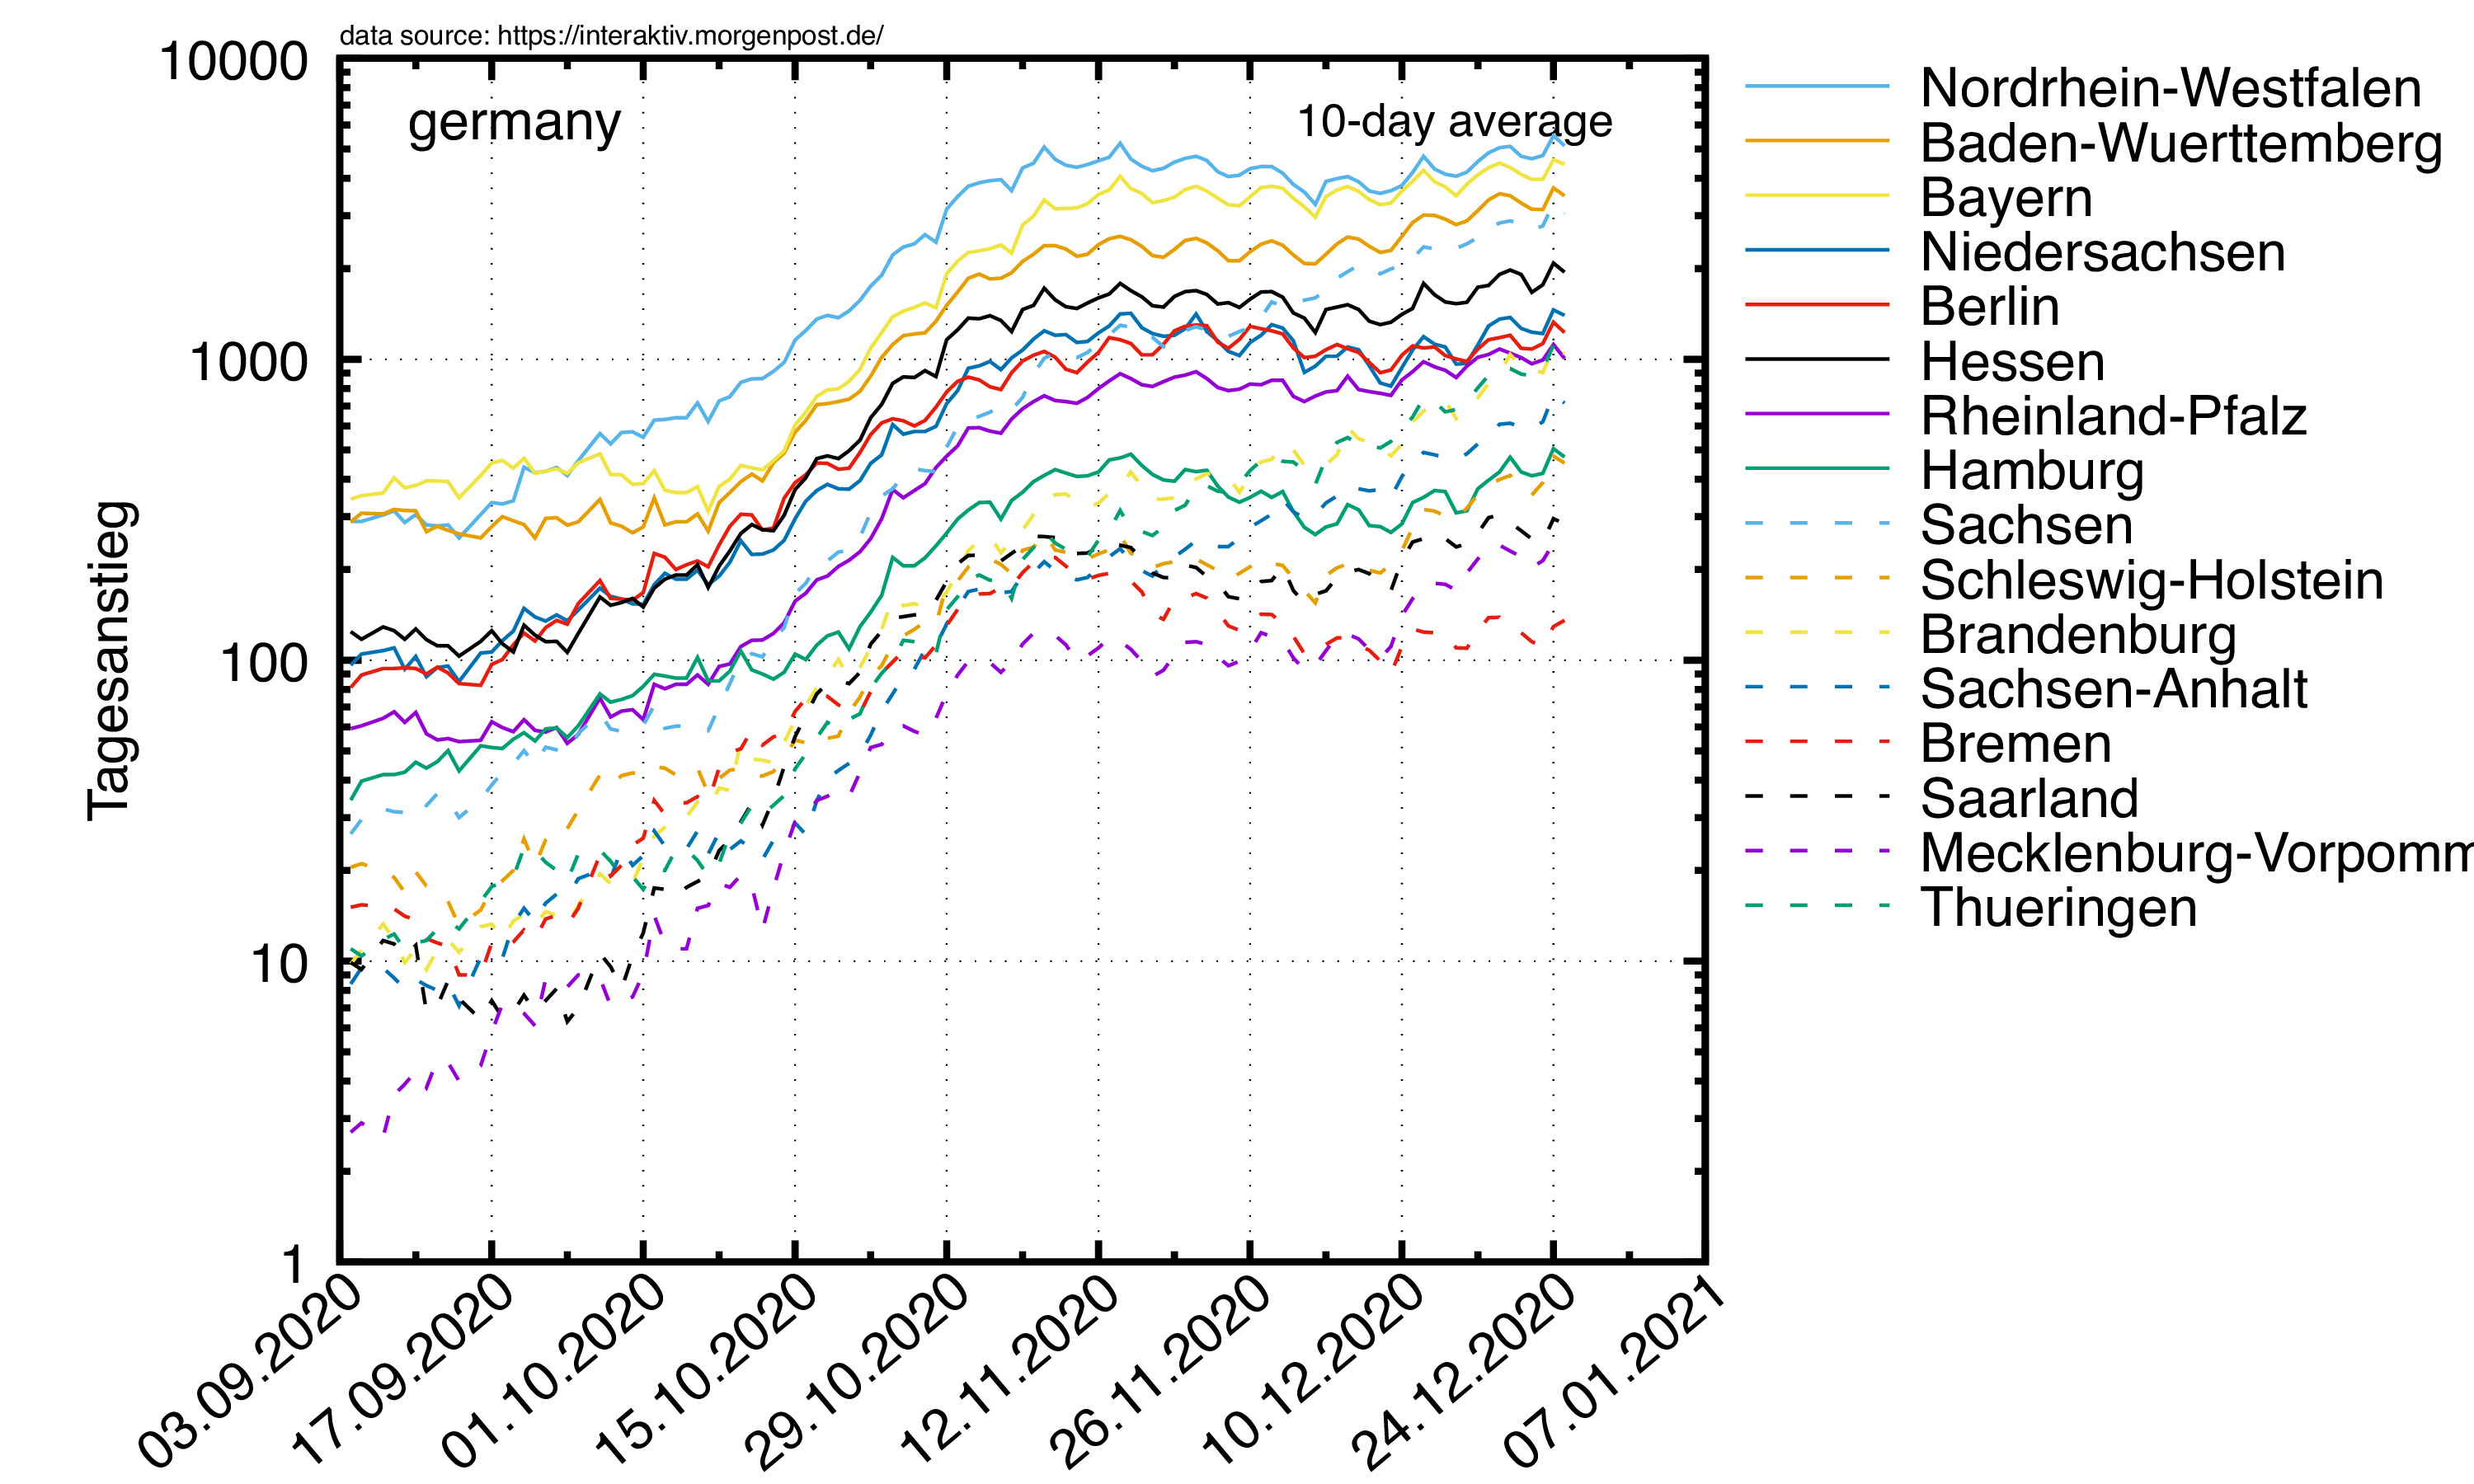 data source: https://interaktiv.morgenpost.de/
10000
1000
100
10
1
Tagesanstieg
germany
10-day average
03.09.2020
17.09.2020
01.10.2020
15.10.2020
29.10.2020
12.11.2020
26.11.2020
10.12.2020
24.12.2020
07.01.2021
Nordrhein-Westfalen
Baden-Wuerttemberg
Bayern
Niedersachsen
Berlin
Hessen
Rheinland-Pfalz
Hamburg
Sachsen
Schleswig-Holstein
Brandenburg
Sachsen-Anhalt
Bremen
Saarland
Mecklenburg-Vorpomm
Thueringen